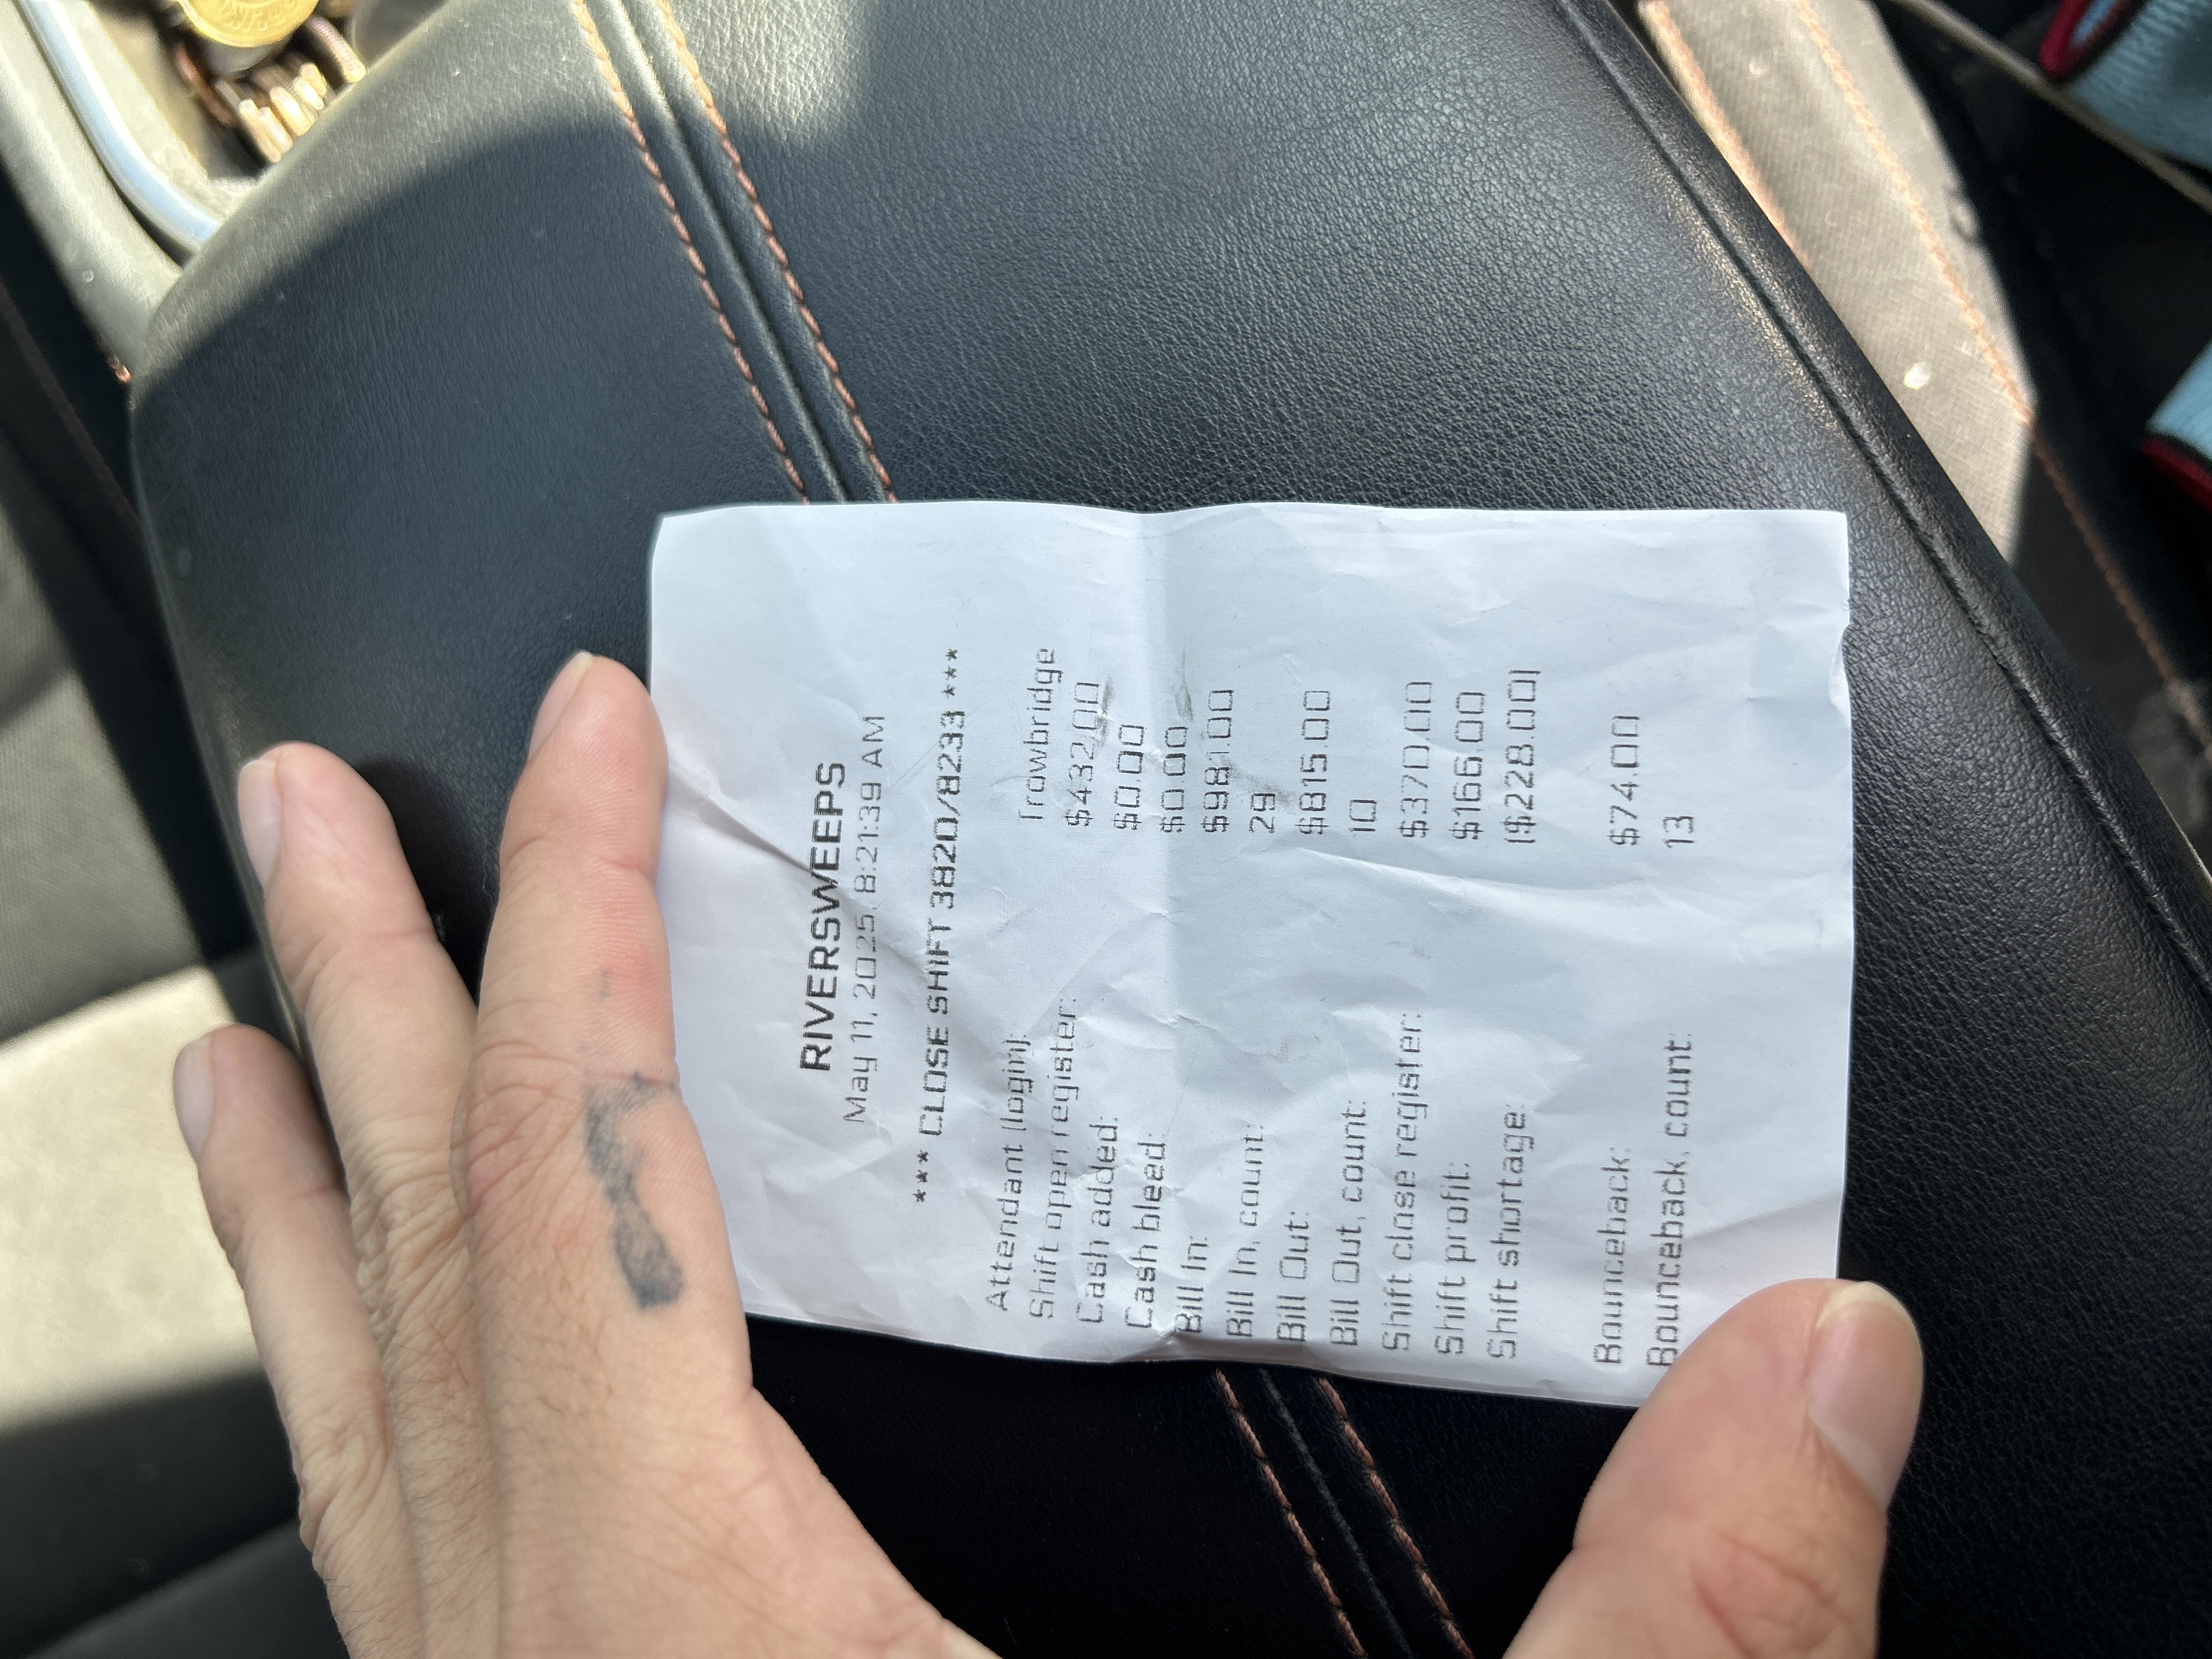 RIVERSWEEPS
May 11, 2025, 8:21:39 AM
*** CLOSE SHIFT 3820/8233 ***
Attendant (login): Trowbridge
Shift open register: $432.00
Cash added: $0.00
Cash bleed: $0.00
Bill In: $981.00
Bill In, count: 29
Bill Out: $815.00
Bill Out, count: 10
Shift close register: $370.00
Shift profit: $166.00
Shift shortage: ($228.00)
Bounceback: $74.00
Bounceback, count: 13